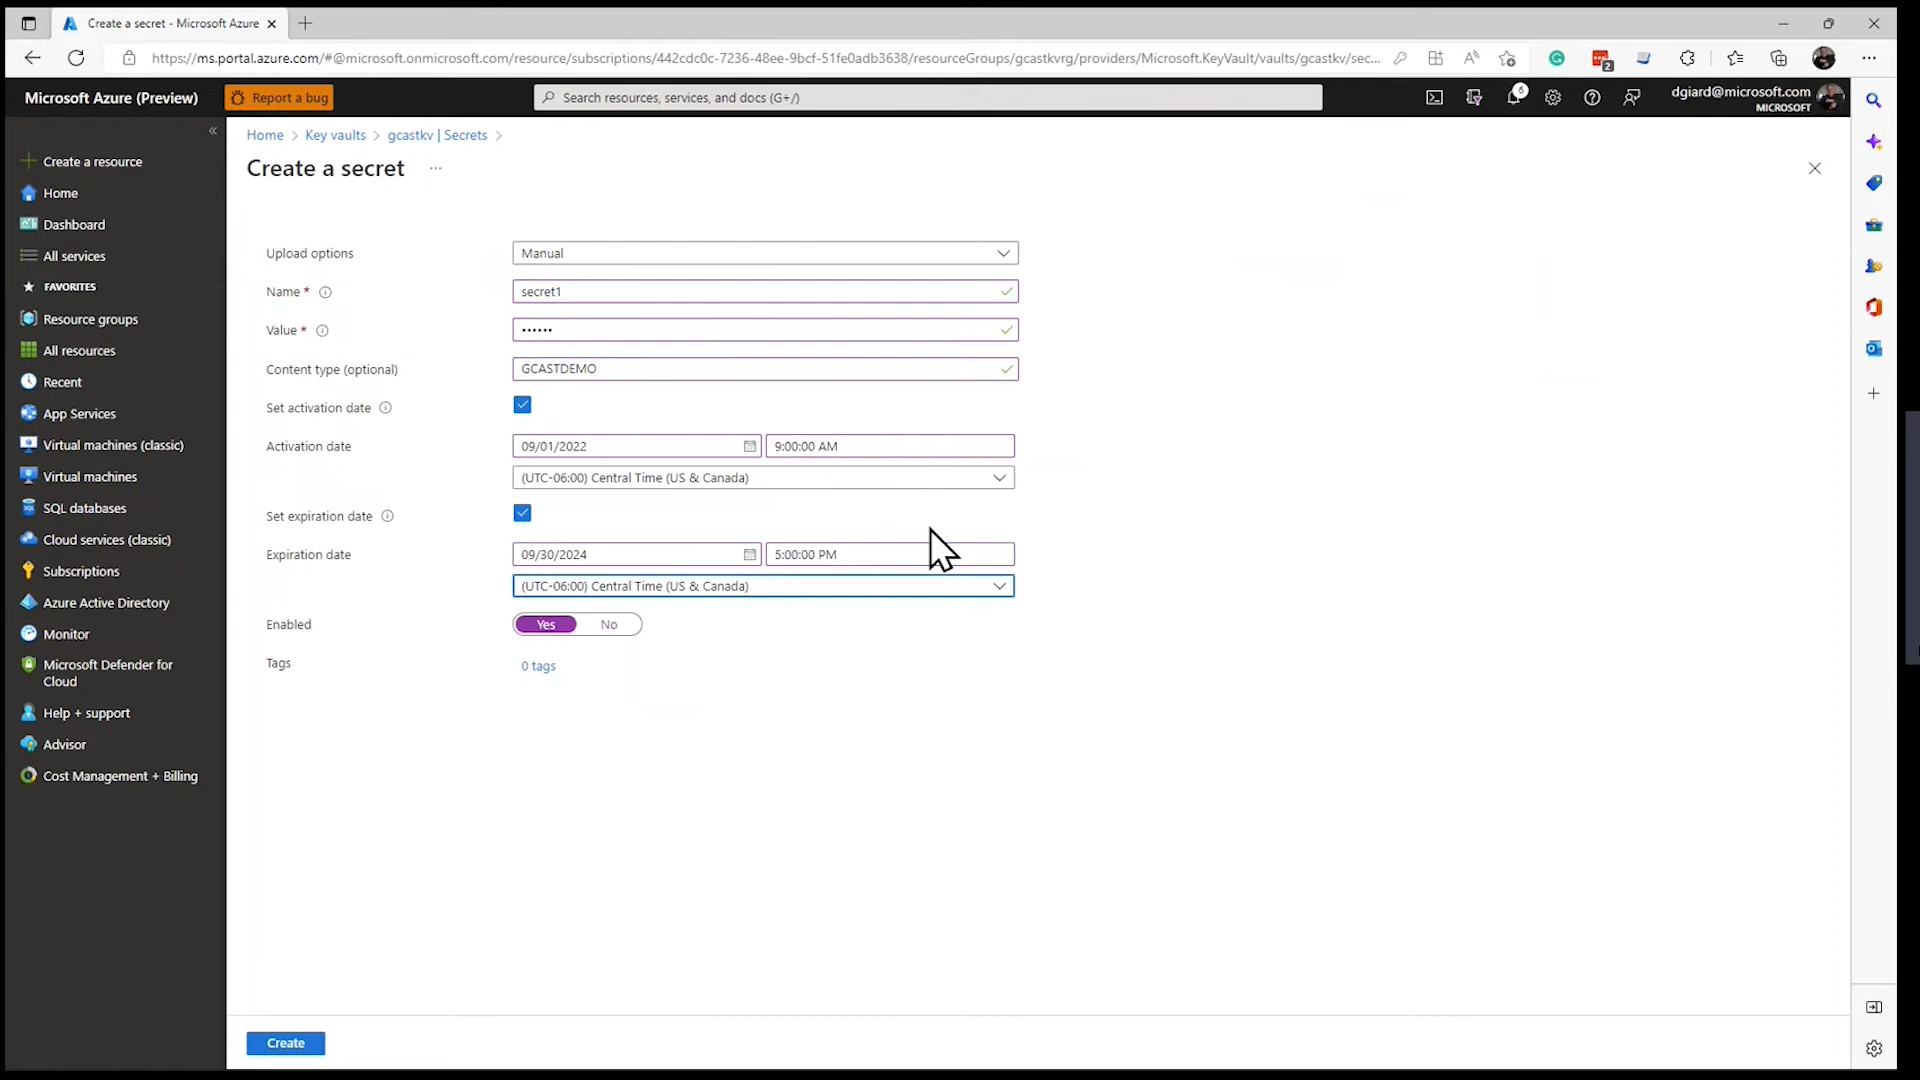 Create a secret - Microsoft Azure
https://ms.portal.azure.com/#@microsoft.onmicrosoft.com/resource/subscriptions/442cdc0c-7236-48ee-9bcf-51fe0adb3638/resourceGroups/gcastkvrg/providers/Microsoft.KeyVault/vaults/gcastkv/sec...
2
Microsoft Azure (Preview)
Report a bug
Search resources, services, and docs (G+/)
6
dgiard@microsoft.com
MICROSOFT
Create a resource
Home
Dashboard
All services
FAVORITES
Resource groups
All resources
Recent
App Services
Virtual machines (classic)
Virtual machines
SQL databases
Cloud services (classic)
Subscriptions
Azure Active Directory
Monitor
Microsoft Defender for
Cloud
Help + support
Advisor
Cost Management + Billing
Home > Key vaults > gcastkv | Secrets >
Create a secret ...
Upload options Manual
Name * secret1
Value * ••••••
Content type (optional) GCASTDEMO
Set activation date
Activation date 09/01/2022 9:00:00 AM
(UTC-06:00) Central Time (US & Canada)
Set expiration date
Expiration date 09/30/2024 5:00:00 PM
(UTC-06:00) Central Time (US & Canada)
Enabled Yes No
Tags 0 tags
Create